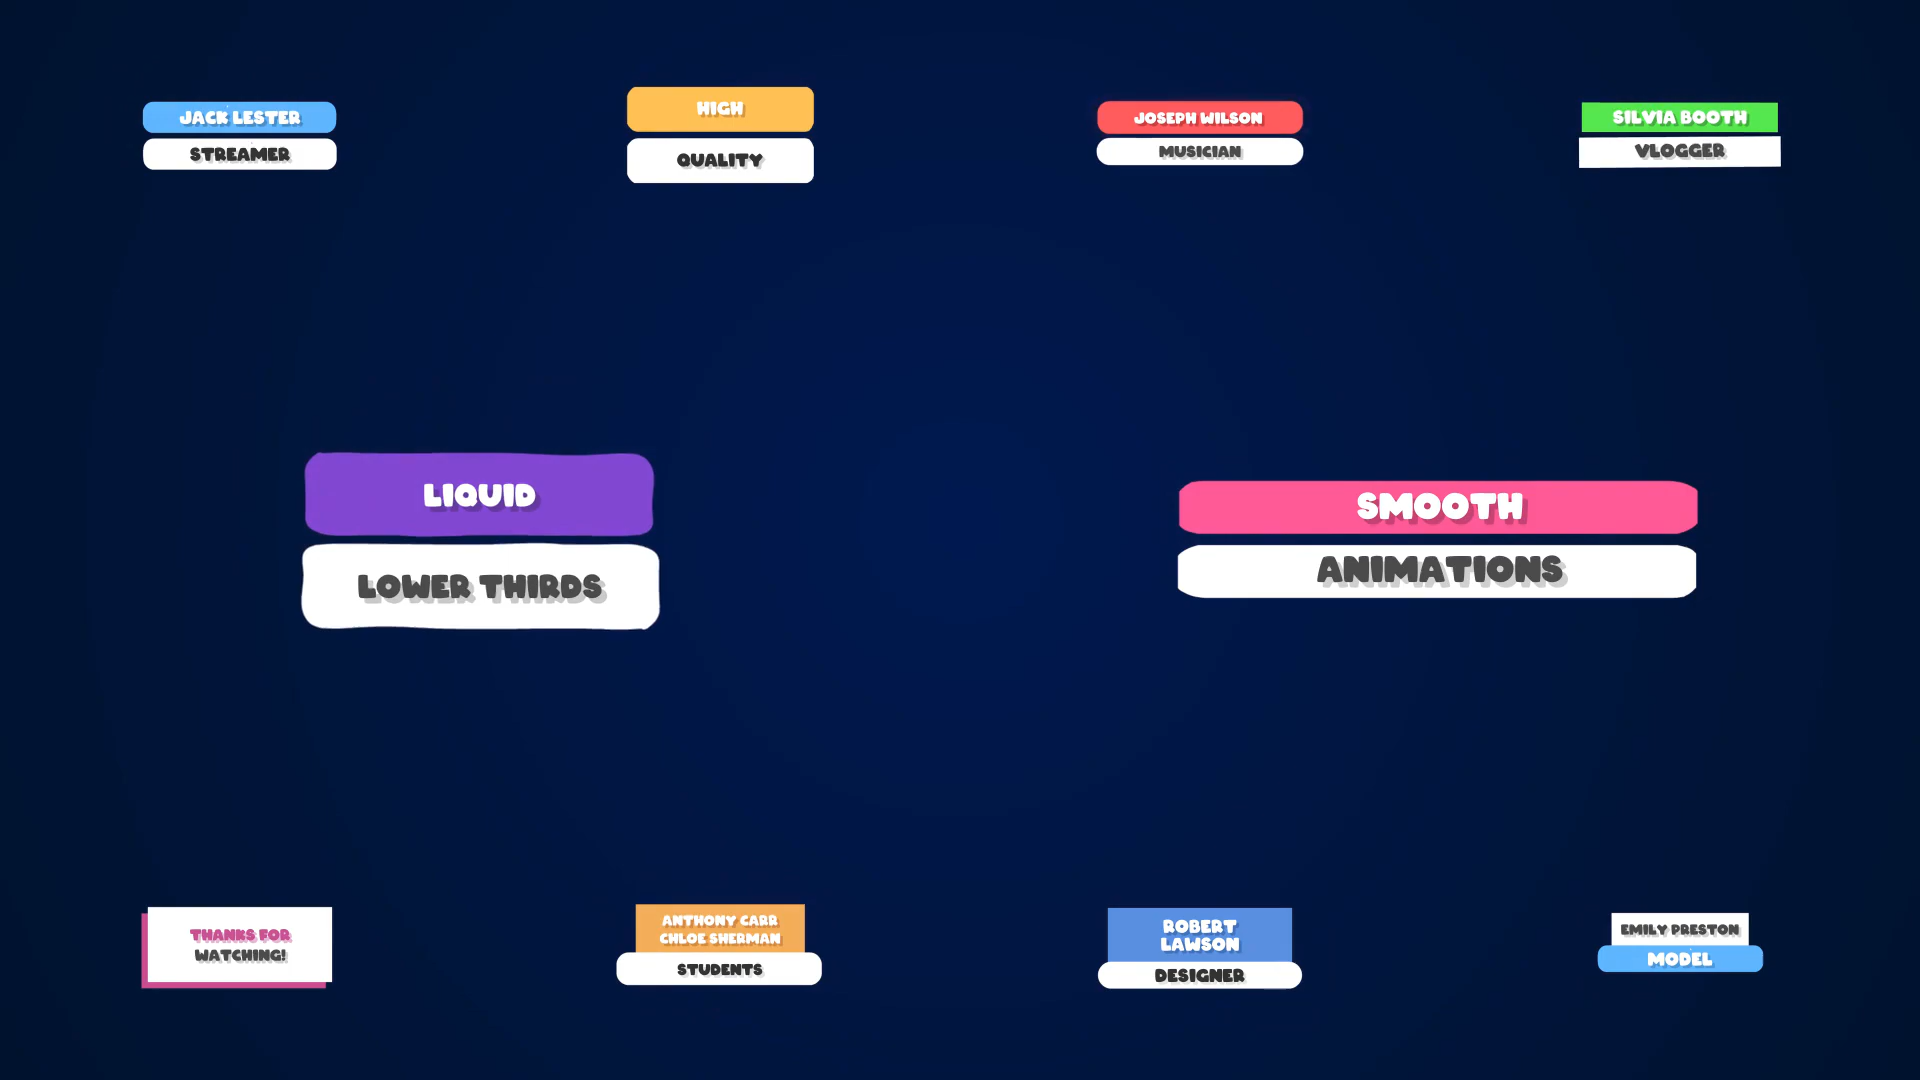 JACK LESTER
STREAMER
HIGH
QUALITY
JOSEPH WILSON
MUSICIAN
SILVIA BOOTH
VLOGGER
LIQUID
LOWER THIRDS
SMOOTH
ANIMATIONS
THANKS FOR
WATCHING!
ANTHONY CARR
CHLOE SHERMAN
STUDENTS
ROBERT
LAWSON
DESIGNER
EMILY PRESTON
MODEL